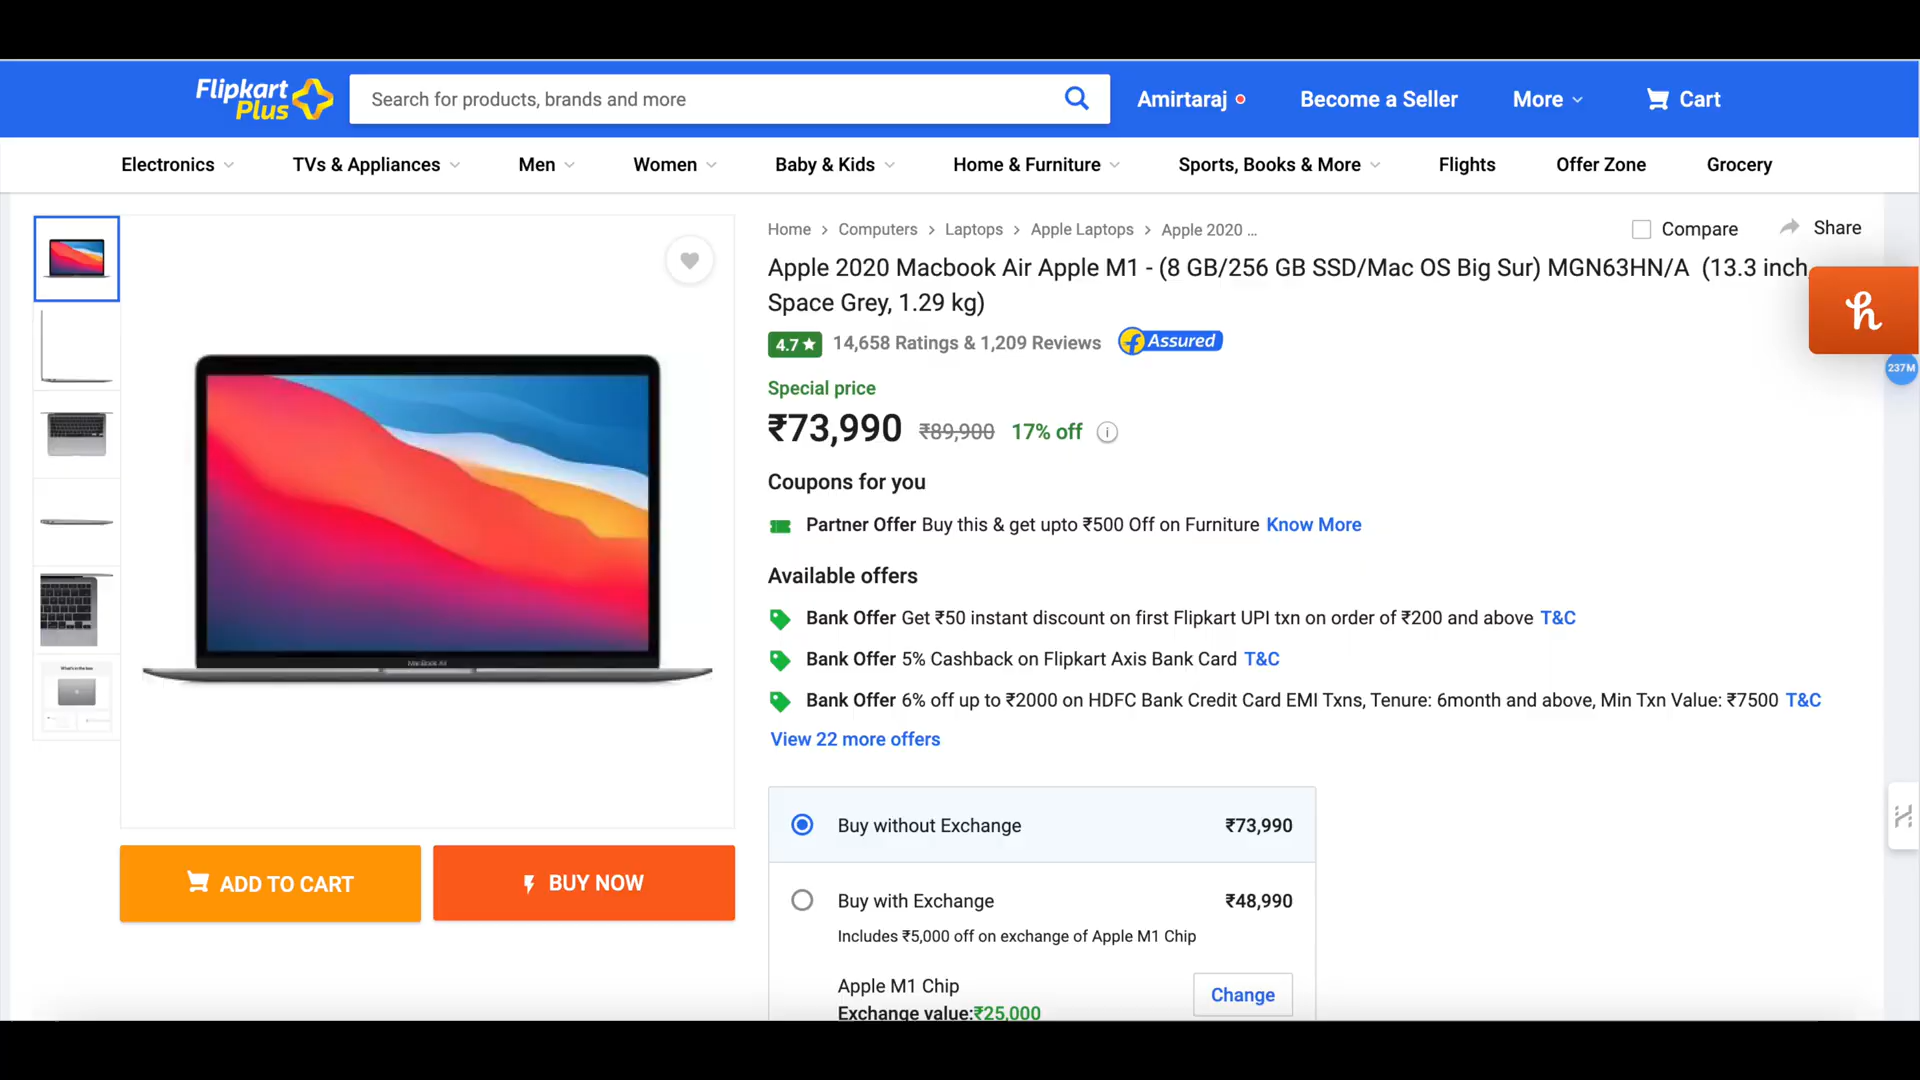 Flipkart
Plus
Search for products, brands and more
Amirtaraj
Become a Seller
More
Cart
Electronics
TVs & Appliances
Men
Women
Baby & Kids
Home & Furniture
Sports, Books & More
Flights
Offer Zone
Grocery
Home > Computers > Laptops > Apple Laptops > Apple 2020 ...
Compare
Share
Apple 2020 Macbook Air Apple M1 - (8 GB/256 GB SSD/Mac OS Big Sur) MGN63HN/A (13.3 inch,
Space Grey, 1.29 kg)
4.7★ 14,658 Ratings & 1,209 Reviews Assured
237M
Special price
₹73,990 ₹89,900 17% off
Coupons for you
Partner Offer Buy this & get upto ₹500 Off on Furniture Know More
Available offers
Bank Offer Get ₹50 instant discount on first Flipkart UPI txn on order of ₹200 and above T&C
Bank Offer 5% Cashback on Flipkart Axis Bank Card T&C
Bank Offer 6% off up to ₹2000 on HDFC Bank Credit Card EMI Txns, Tenure: 6month and above, Min Txn Value: ₹7500 T&C
View 22 more offers
MacBook Air
What's in the box
ADD TO CART
BUY NOW
Buy without Exchange ₹73,990
Buy with Exchange ₹48,990
Includes ₹5,000 off on exchange of Apple M1 Chip
Apple M1 Chip
Change
Exchange value:₹25,000